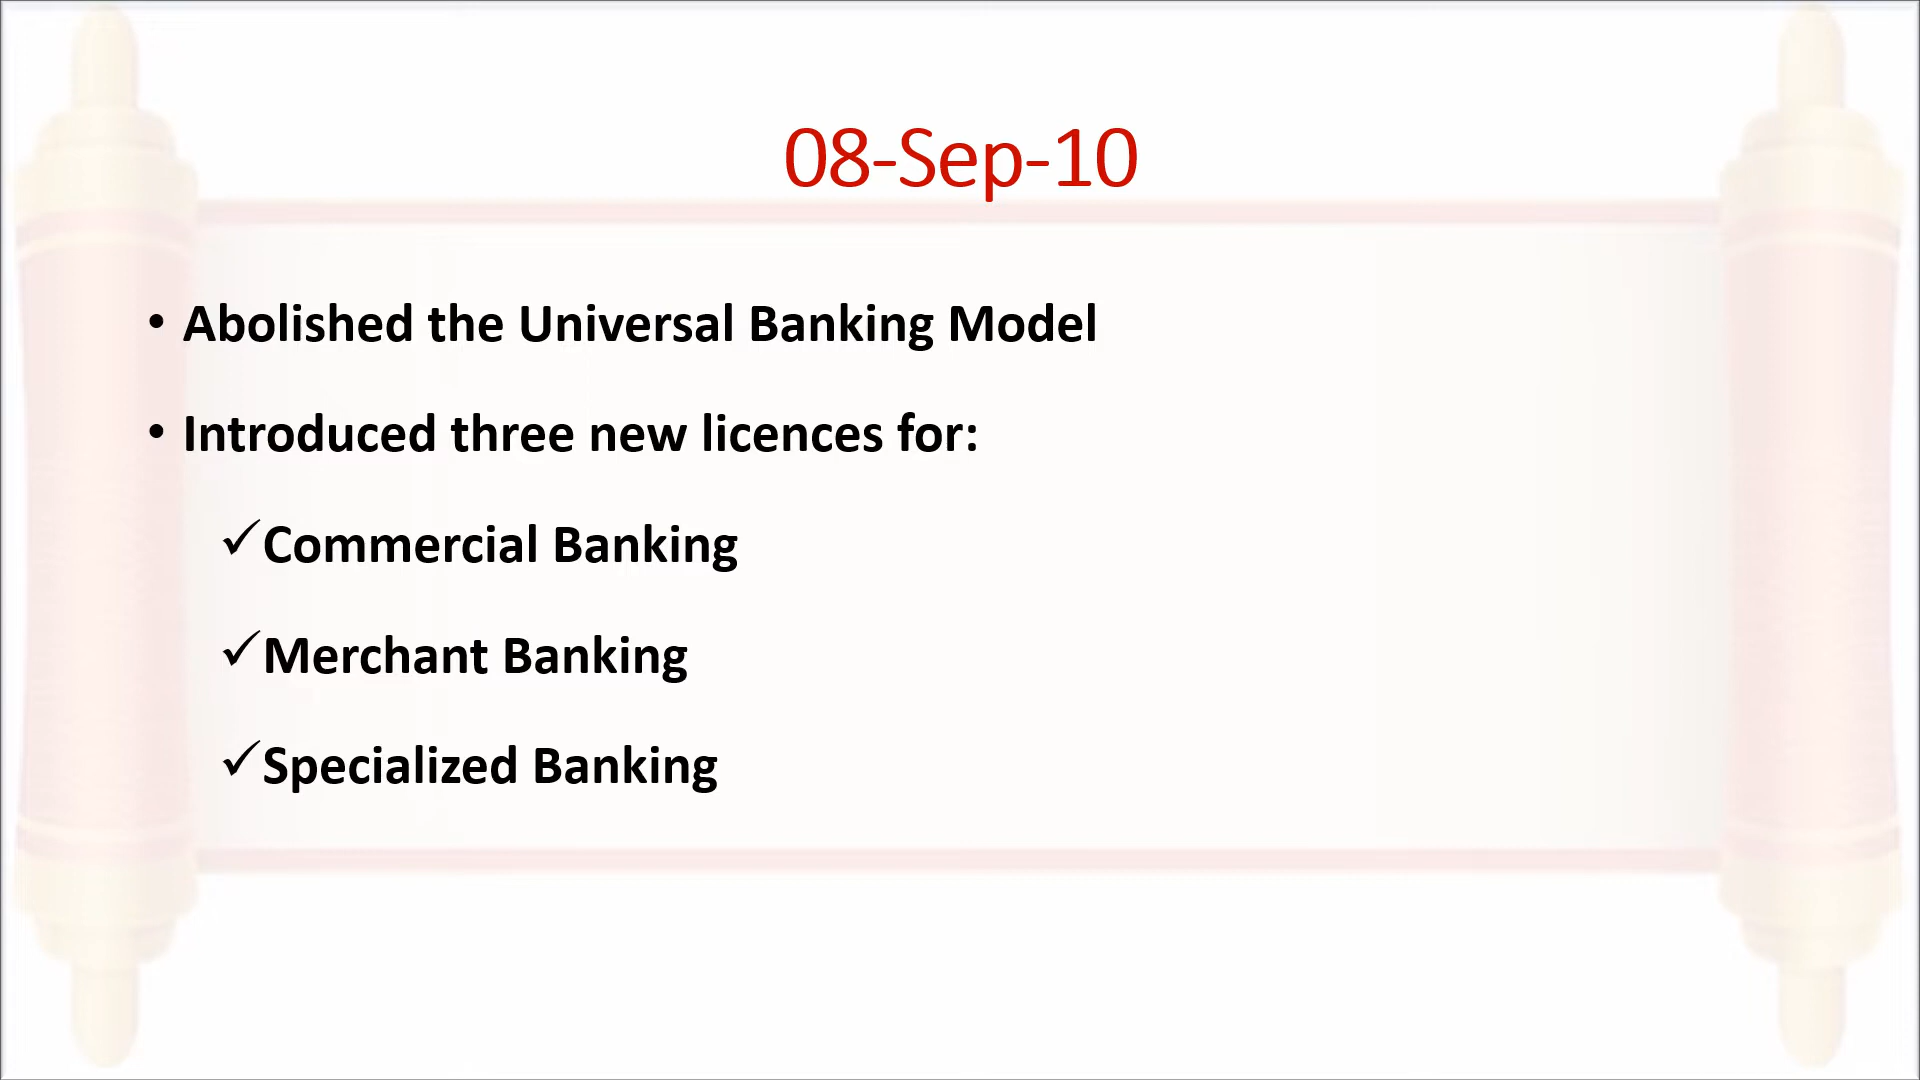 08-Sep-10
• Abolished the Universal Banking Model
• Introduced three new licences for:
✓Commercial Banking
✓Merchant Banking
✓Specialized Banking